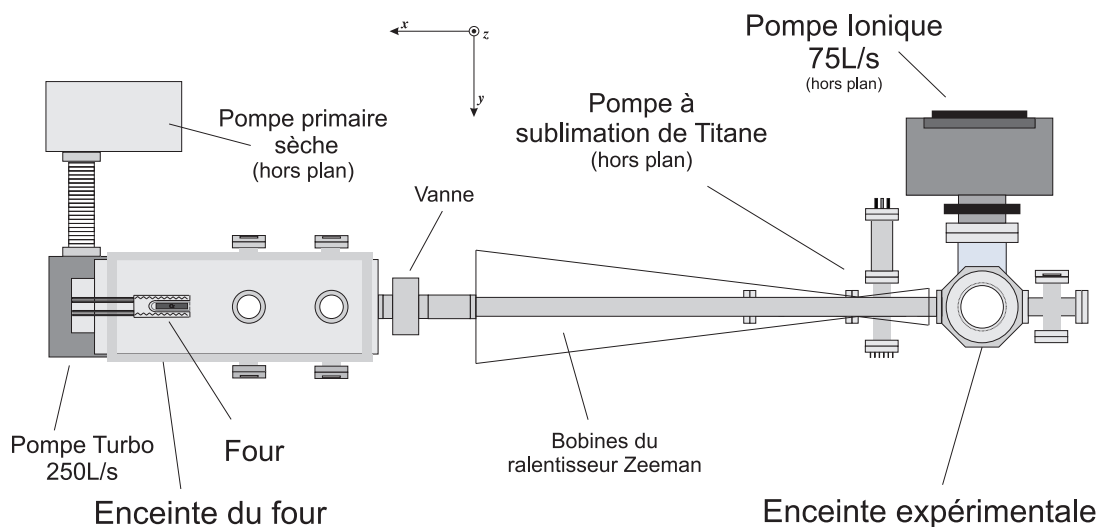 x
z
y
Pompe Ionique
75L/s
(hors plan)
Pompe primaire
sèche
(hors plan)
Pompe à
sublimation de Titane
(hors plan)
Vanne
Pompe Turbo
250L/s
Four
Enceinte du four
Bobines du
ralentisseur Zeeman
Enceinte expérimentale